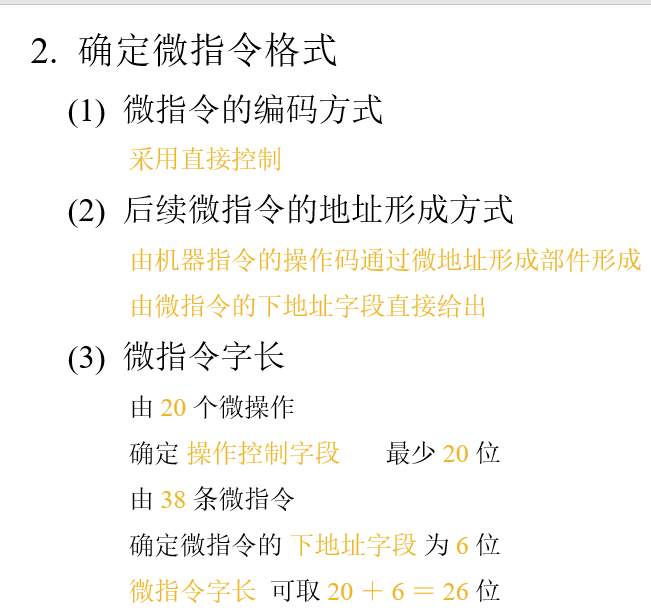 2. 确定微指令格式
(1) 微指令的编码方式
采用直接控制
(2) 后续微指令的地址形成方式
由机器指令的操作码通过微地址形成部件形成
由微指令的下地址字段直接给出
(3) 微指令字长
由 20 个微操作
确定 操作控制字段 最少 20 位
由 38 条微指令
确定微指令的 下地址字段 为 6 位
微指令字长 可取 20 + 6 = 26 位